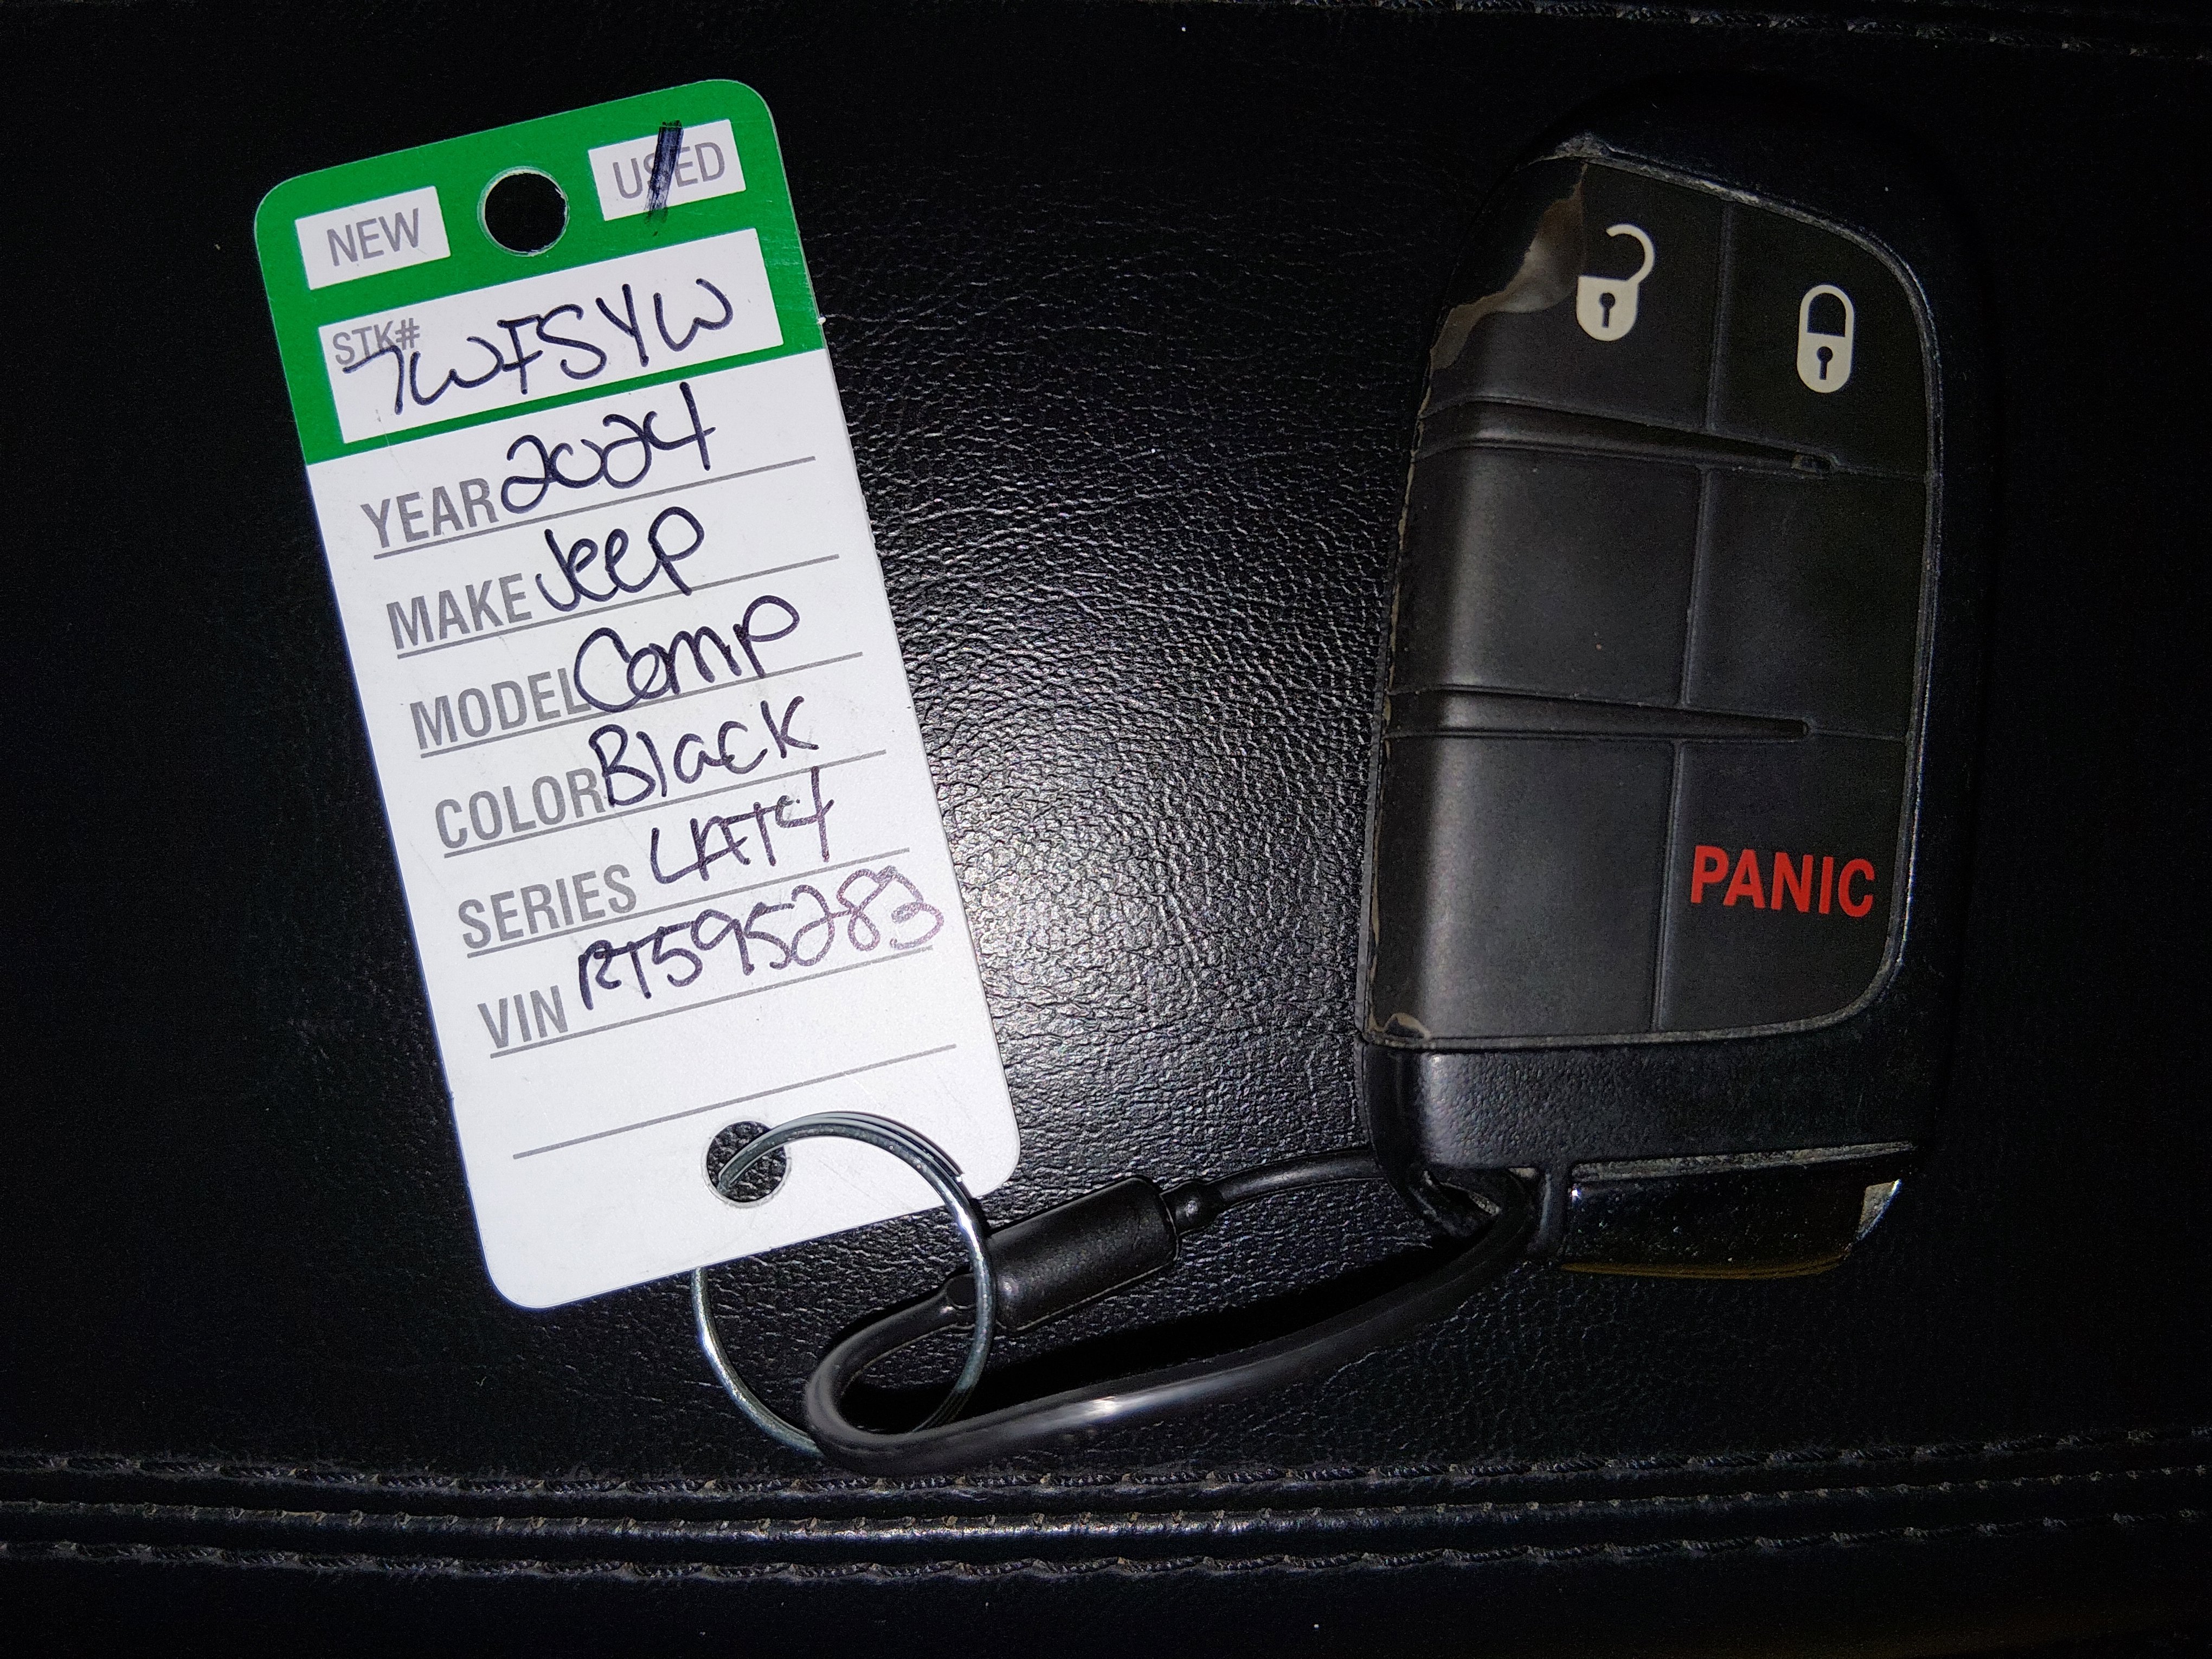 NEW USED
STK# 7WFSYW
YEAR 2024
MAKE Jeep
MODEL Comp
COLOR Black
SERIES LAT4
VIN RT595283
PANIC